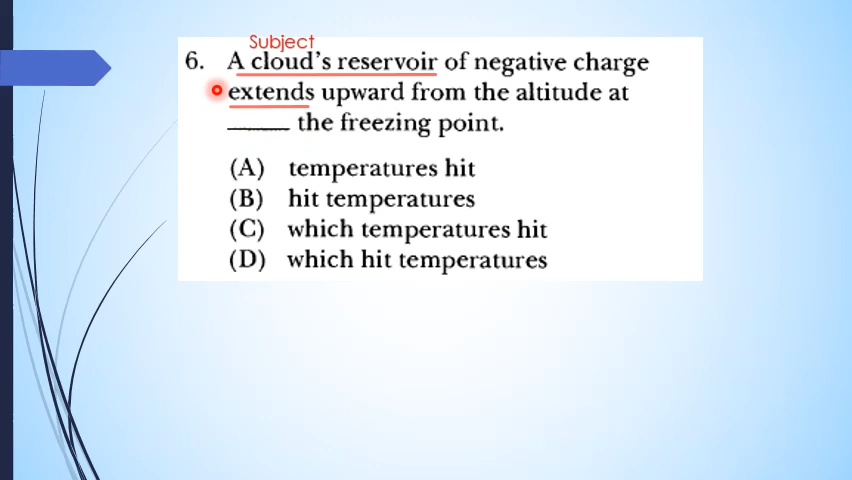 Subject
6. A cloud's reservoir of negative charge
extends upward from the altitude at
______ the freezing point.
(A) temperatures hit
(B) hit temperatures
(C) which temperatures hit
(D) which hit temperatures